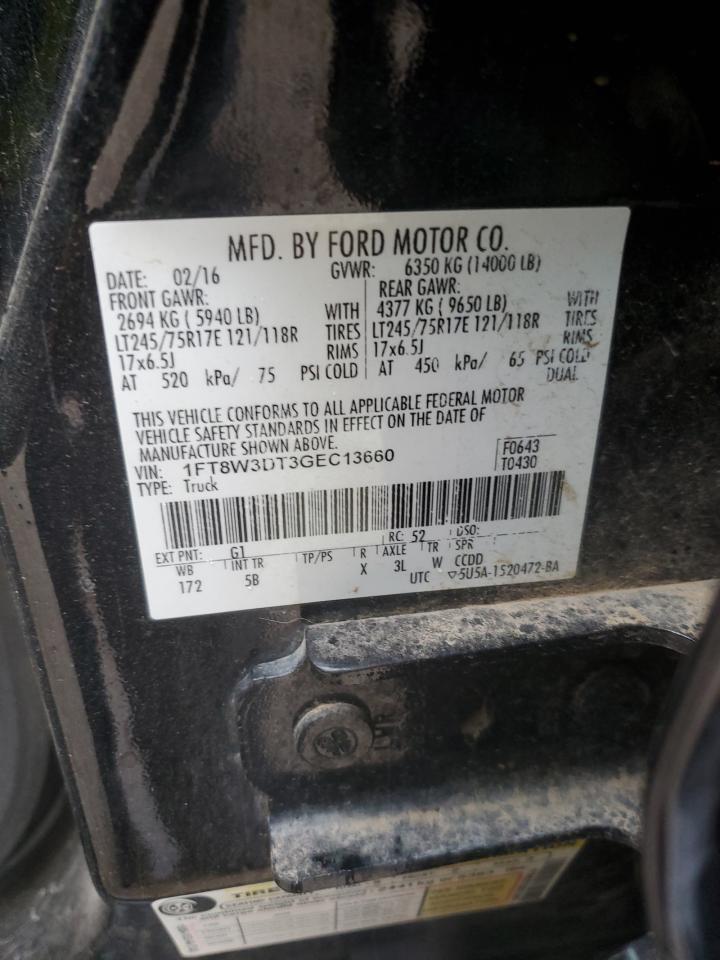 MFD. BY FORD MOTOR CO.
DATE: 02/16 GVWR: 6350 KG (14000 LB)
FRONT GAWR: REAR GAWR:
2694 KG ( 5940 LB) WITH 4377 KG ( 9650 LB) WITH
LT245/75R17E 121/118R TIRES LT245/75R17E 121/118R TIRES
17x6.5J RIMS 17x6.5J RIMS
AT 520 kPa/ 75 PSI COLD AT 450 kPa/ 65 PSI COLD
DUAL
THIS VEHICLE CONFORMS TO ALL APPLICABLE FEDERAL MOTOR
VEHICLE SAFETY STANDARDS IN EFFECT ON THE DATE OF
MANUFACTURE SHOWN ABOVE.
VIN: 1FT8W3DT3GEC13660 F0643
TYPE: Truck T0430
EXT PNT: G1 RC: 52 DSO:
WB INT TR TP/PS R AXLE TR SPR
172 5B X 3L W CCDD
UTC ▽5U5A-1520472-BA
TIRE